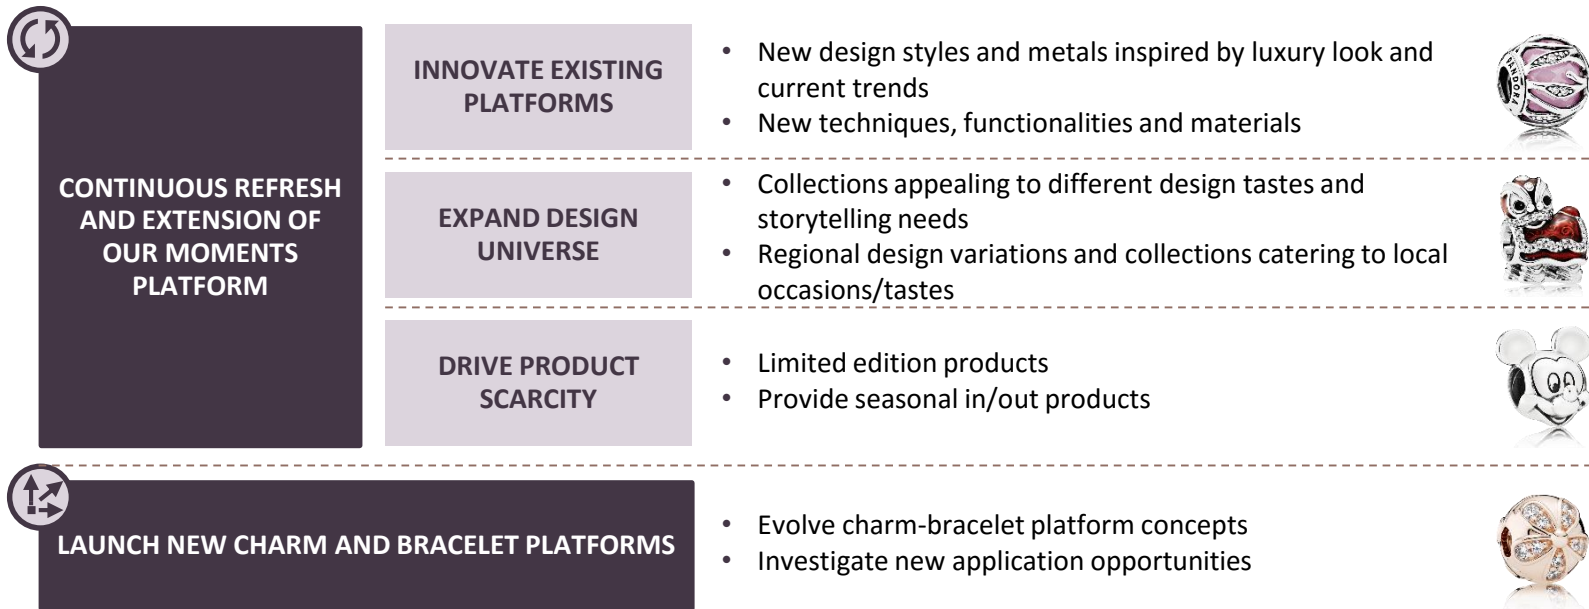 CONTINUOUS REFRESH
AND EXTENSION OF
OUR MOMENTS
PLATFORM
INNOVATE EXISTING
PLATFORMS
• New design styles and metals inspired by luxury look and
current trends
• New techniques, functionalities and materials
PANDORA
EXPAND DESIGN
UNIVERSE
• Collections appealing to different design tastes and
storytelling needs
• Regional design variations and collections catering to local
occasions/tastes
DRIVE PRODUCT
SCARCITY
• Limited edition products
• Provide seasonal in/out products
LAUNCH NEW CHARM AND BRACELET PLATFORMS
• Evolve charm-bracelet platform concepts
• Investigate new application opportunities